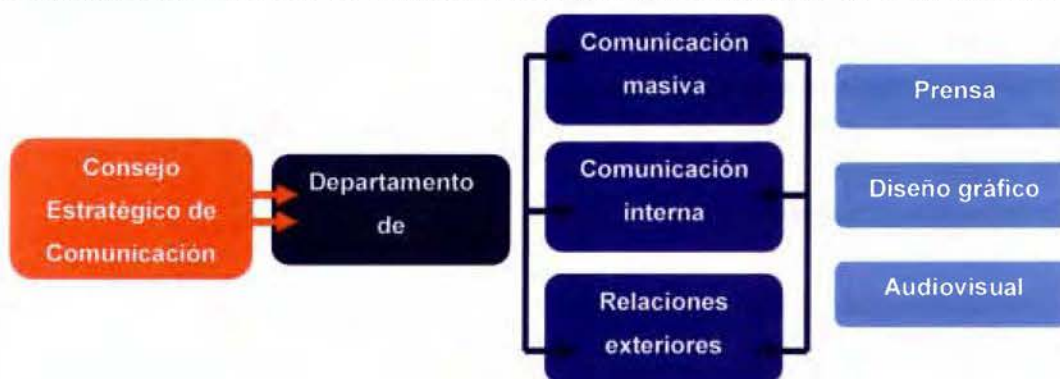 Consejo
Estratégico de
Comunicación
Departamento
de
Comunicación
masiva
Comunicación
interna
Relaciones
exteriores
Prensa
Diseño gráfico
Audiovisual